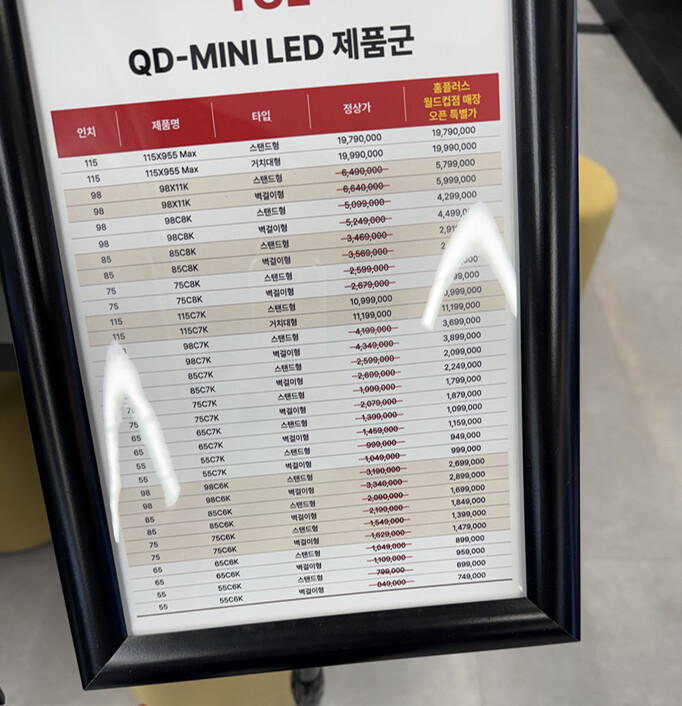 QD-MINI LED 제품군
인치 제품명 타입 정상가 홈플러스 월드컵점 매장 오픈 특별가
115 115X955 Max 스탠드형 19,790,000 19,790,000
115 115X955 Max 거치대형 19,990,000 19,990,000
98 98X11K 스탠드형 6,490,000 5,799,000
98 98X11K 벽걸이형 6,640,000 5,999,000
98 98C8K 스탠드형 5,099,000 4,299,000
98 98C8K 벽걸이형 5,249,000
85 85C8K 스탠드형 3,469,000
85 85C8K 벽걸이형 3,569,000
75 75C8K 스탠드형 2,599,000
75 75C8K 벽걸이형 2,679,000
115 115C7K 스탠드형 10,999,000
115 115C7K 거치대형 11,199,000 11,199,000
98C7K 스탠드형 4,199,000 3,699,000
98C7K 벽걸이형 4,349,000 3,899,000
85C7K 스탠드형 2,599,000 2,099,000
85C7K 벽걸이형 2,699,000 2,249,000
75C7K 스탠드형 1,999,000 1,799,000
75 75C7K 벽걸이형 2,079,000 1,879,000
65 65C7K 스탠드형 1,399,000 1,099,000
65 65C7K 벽걸이형 1,459,000 1,159,000
55 55C7K 스탠드형 999,000 949,000
55 55C7K 벽걸이형 1,049,000 999,000
98 98C6K 스탠드형 3,190,000 2,699,000
98 98C6K 벽걸이형 3,340,000 2,899,000
85 85C6K 스탠드형 2,090,000 1,699,000
85 85C6K 벽걸이형 2,190,000 1,849,000
75 75C6K 스탠드형 1,549,000 1,399,000
75 75C6K 벽걸이형 1,629,000 1,479,000
65 65C6K 스탠드형 1,049,000 899,000
65 65C6K 벽걸이형 1,109,000 959,000
55 55C6K 스탠드형 799,000 699,000
55 55C6K 벽걸이형 849,000 749,000